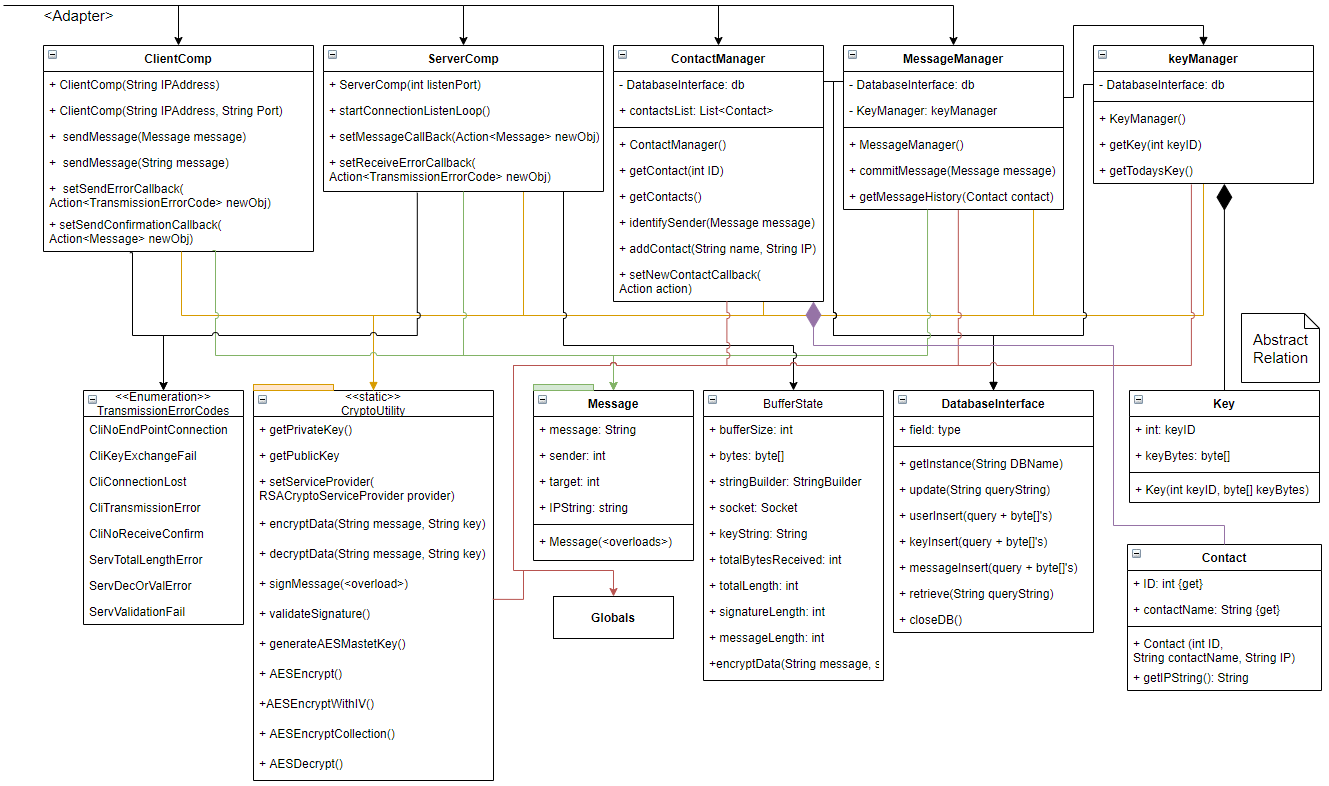 <Adapter>
ClientComp
+ ClientComp(String IPAddress)
+ ClientComp(String IPAddress, String Port)
+ sendMessage(Message message)
+ sendMessage(String message)
+ setSendErrorCallback(
Action<TransmissionErrorCode> newObj)
+ setSendConfirmationCallback(
Action<Message> newObj)
ServerComp
+ ServerComp(int listenPort)
+ startConnectionListenLoop()
+ setMessageCallBack(Action<Message> newObj)
+ setReceiveErrorCallback(
Action<TransmissionErrorCode> newObj)
ContactManager
- DatabaseInterface: db
+ contactsList: List<Contact>
+ ContactManager()
+ getContact(int ID)
+ getContacts()
+ identifySender(Message message)
+ addContact(String name, String IP)
+ setNewContactCallback(
Action action)
MessageManager
- DatabaseInterface: db
- KeyManager: keyManager
+ MessageManager()
+ commitMessage(Message message)
+ getMessageHistory(Contact contact)
keyManager
- DatabaseInterface: db
+ KeyManager()
+ getKey(int keyID)
+ getTodaysKey()
Abstract
Relation
<<Enumeration>>
TransmissionErrorCodes
CliNoEndPointConnection
CliKeyExchangeFail
CliConnectionLost
CliTransmissionError
CliNoReceiveConfirm
ServTotalLengthError
ServDecOrValError
ServValidationFail
<<static>>
CryptoUtility
+ getPrivateKey()
+ getPublicKey
+ setServiceProvider(
RSACryptoServiceProvider provider)
+ encryptData(String message, String key)
+ decryptData(String message, String key)
+ signMessage(<overload>)
+ validateSignature()
+ generateAESMastetKey()
+ AESEncrypt()
+AESEncryptWithIV()
+ AESEncryptCollection()
+ AESDecrypt()
Message
+ message: String
+ sender: int
+ target: int
+ IPString: string
+ Message(<overloads>)
Globals
BufferState
+ bufferSize: int
+ bytes: byte[]
+ stringBuilder: StringBuilder
+ socket: Socket
+ keyString: String
+ totalBytesReceived: int
+ totalLength: int
+ signatureLength: int
+ messageLength: int
+encryptData(String message, s
DatabaseInterface
+ field: type
+ getInstance(String DBName)
+ update(String queryString)
+ userInsert(query + byte[]'s)
+ keyInsert(query + byte[]'s)
+ messageInsert(query + byte[]'s)
+ retrieve(String queryString)
+ closeDB()
Key
+ int: keyID
+ keyBytes: byte[]
+ Key(int keyID, byte[] keyBytes)
Contact
+ ID: int {get}
+ contactName: String {get}
+ Contact (int ID,
String contactName, String IP)
+ getIPString(): String